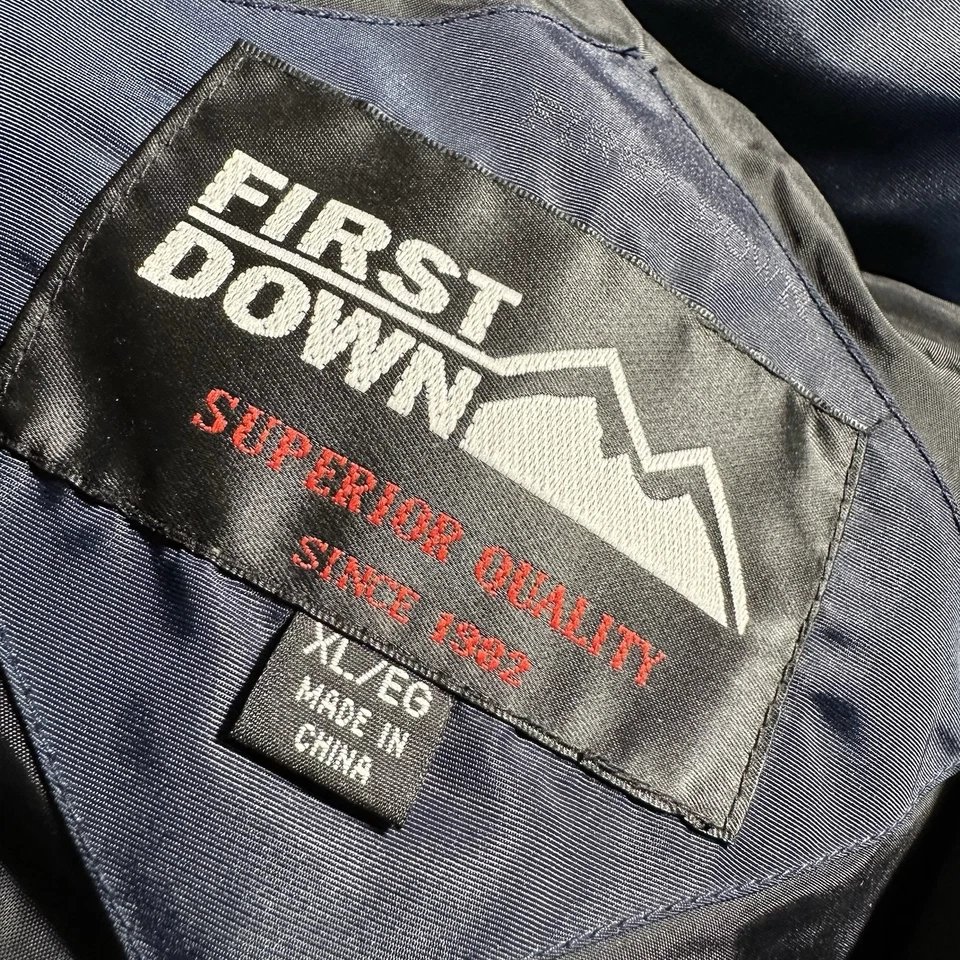 FIRST
DOWN
SUPERIOR QUALITY
SINCE 1982
XL/EG
MADE IN
CHINA